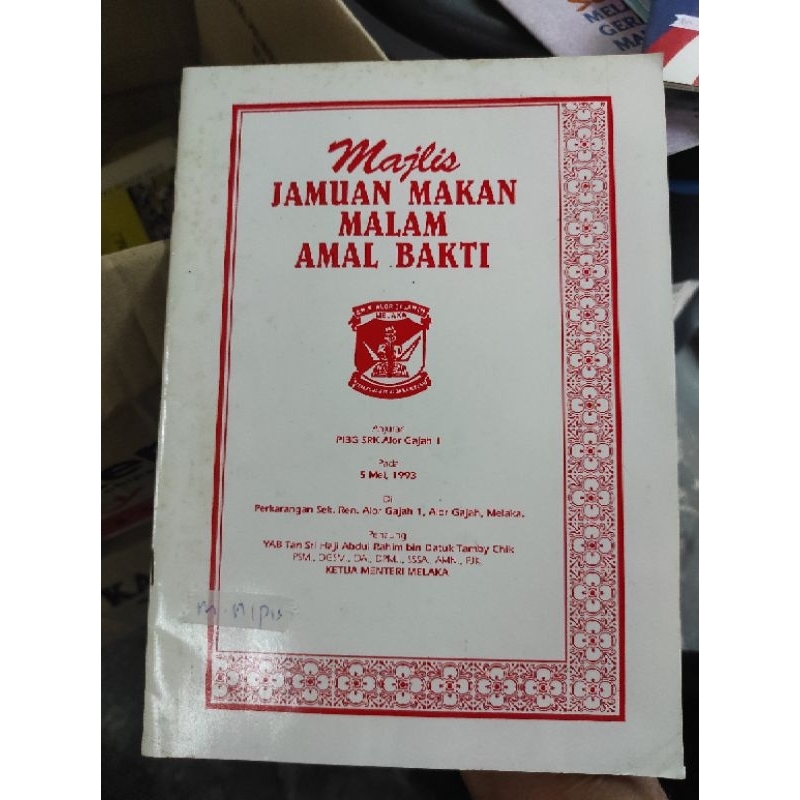 Majlis
JAMUAN MAKAN
MALAM
AMAL BAKTI
MELAKA
Anjuran
PIBG SRK Alor Gajah 1
Pada
5 Mei, 1993
Di
Perkarangan Sek. Ren. Alor Gajah 1, Alor Gajah, Melaka.
Penaung
YAB Tan Sri Haji Abdul Rahim bin Datuk Tamby Chik
KETUA MENTERI MELAKA